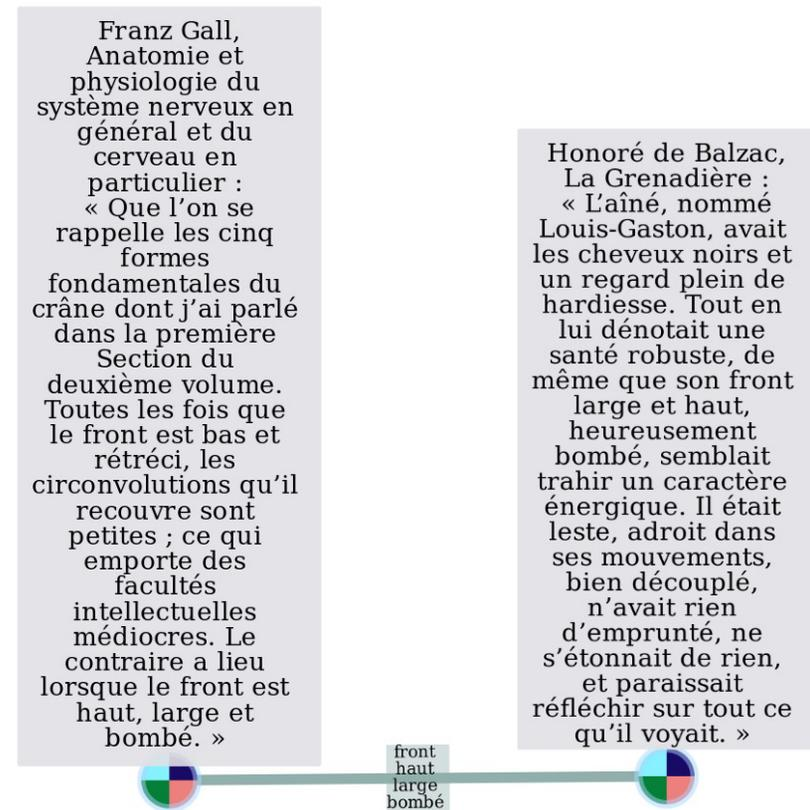 Franz Gall,
Anatomie et
physiologie du
système nerveux en
général et du
cerveau en
particulier :
« Que l’on se
rappelle les cinq
formes
fondamentales du
crâne dont j’ai parlé
dans la première
Section du
deuxième volume.
Toutes les fois que
le front est bas et
rétréci, les
circonvolutions qu’il
recouvre sont
petites ; ce qui
emporte des
facultés
intellectuelles
médiocres. Le
contraire a lieu
lorsque le front est
haut, large et
bombé. »
Honoré de Balzac,
La Grenadière :
« L’aîné, nommé
Louis-Gaston, avait
les cheveux noirs et
un regard plein de
hardiesse. Tout en
lui dénotait une
santé robuste, de
même que son front
large et haut,
heureusement
bombé, semblait
trahir un caractère
énergique. Il était
leste, adroit dans
ses mouvements,
bien découplé,
n’avait rien
d’emprunté, ne
s’étonnait de rien,
et paraissait
réfléchir sur tout ce
qu’il voyait. »
front
haut
large
bombé